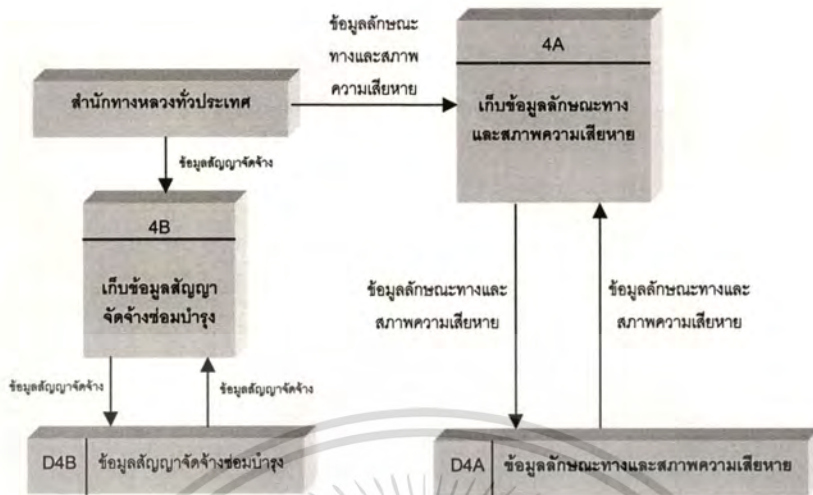 ข้อมูลลักษณะ
ทางและสภาพ
ความเสียหาย
สำนักทางหลวงทั่วประเทศ
4A
เก็บข้อมูลลักษณะทาง
และสภาพความเสียหาย
ข้อมูลสัญญาจัดจ้าง
4B
เก็บข้อมูลสัญญา
จัดจ้างซ่อมบำรุง
ข้อมูลลักษณะทางและ
สภาพความเสียหาย
ข้อมูลลักษณะทางและ
สภาพความเสียหาย
ข้อมูลสัญญาจัดจ้าง
ข้อมูลสัญญาจัดจ้าง
D4B ข้อมูลสัญญาจัดจ้างซ่อมบำรุง
D4A ข้อมูลลักษณะทางและสภาพความเสียหาย